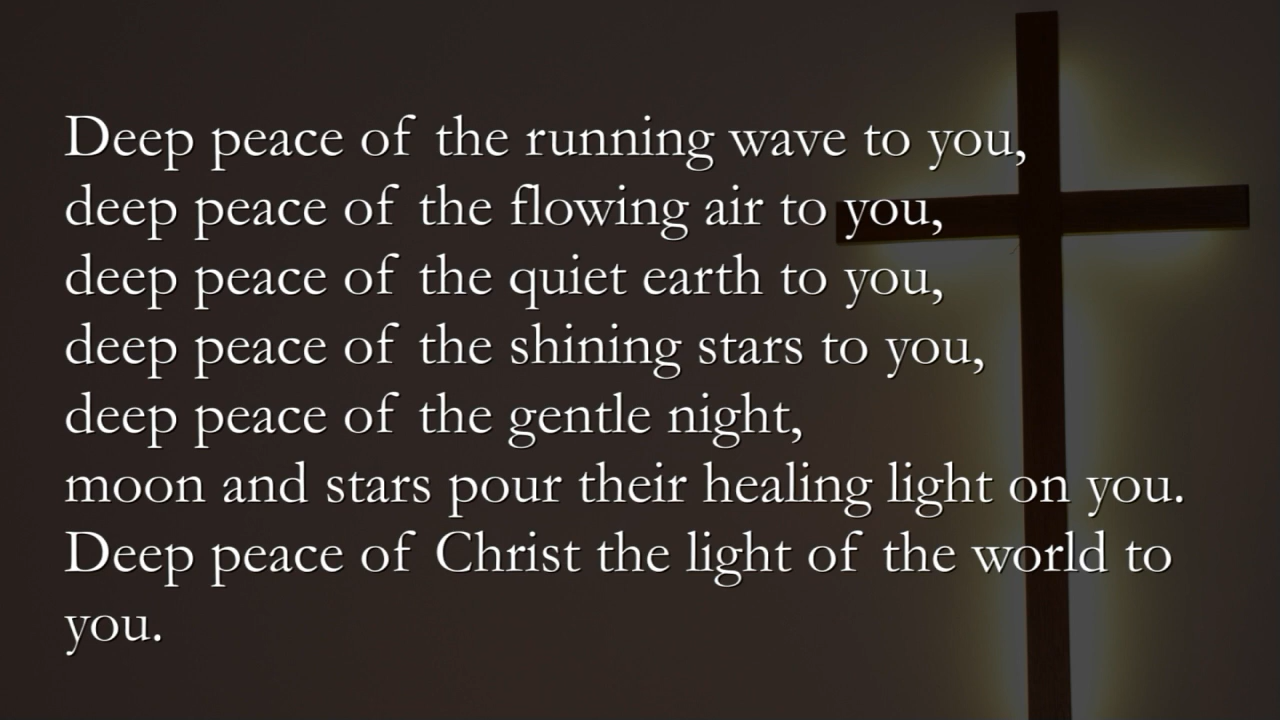 Deep peace of the running wave to you,
deep peace of the flowing air to you,
deep peace of the quiet earth to you,
deep peace of the shining stars to you,
deep peace of the gentle night,
moon and stars pour their healing light on you.
Deep peace of Christ the light of the world to
you.